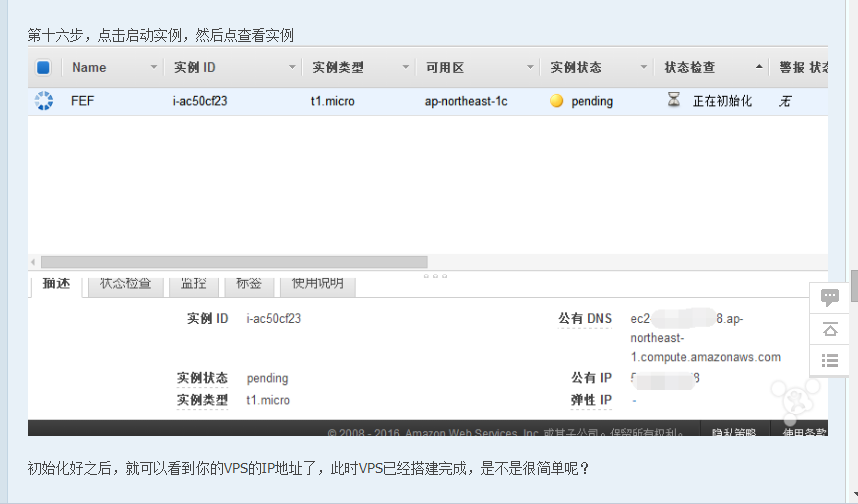 第十六步，点击启动实例，然后点查看实例
Name 实例 ID 实例类型 可用区 实例状态 状态检查 警报 状态
FEF i-ac50cf23 t1.micro ap-northeast-1c pending 正在初始化 无
描述 状态检查 监控 标签 使用说明
实例 ID i-ac50cf23 公有 DNS ec2- 8.ap-
northeast-
1.compute.amazonaws.com
实例状态 pending 公有 IP 5 8
实例类型 t1.micro 弹性 IP -
© 2008 - 2016, Amazon Web Services, Inc. 或其子公司。保留所有权利。 隐私策略 使用条款
初始化好之后，就可以看到你的VPS的IP地址了，此时VPS已经搭建完成，是不是很简单呢？